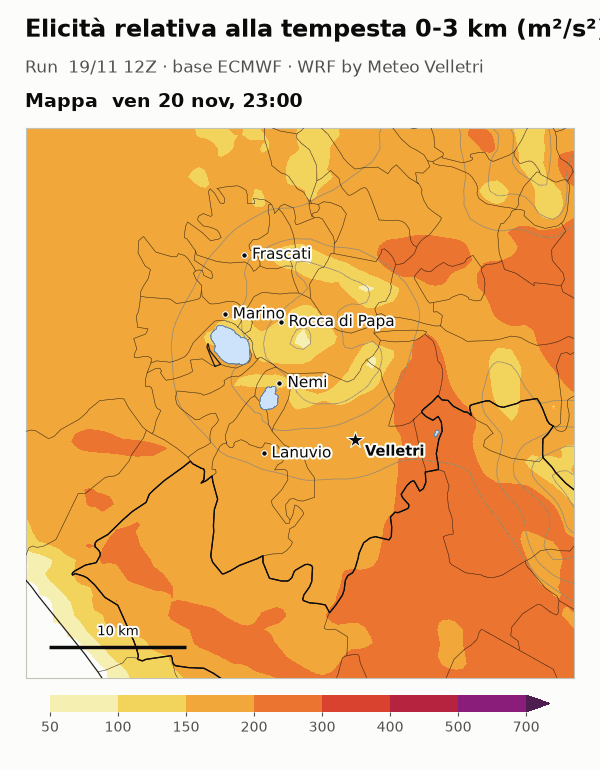 Elicità relativa alla tempesta 0-3 km (m²/s²)
Run  19/11 12Z · base ECMWF · WRF by Meteo Velletri
Mappa  ven 20 nov, 23:00
Frascati
Marino
Rocca di Papa
Nemi
Velletri
Lanuvio
10 km
50 100 150 200 300 400 500 700